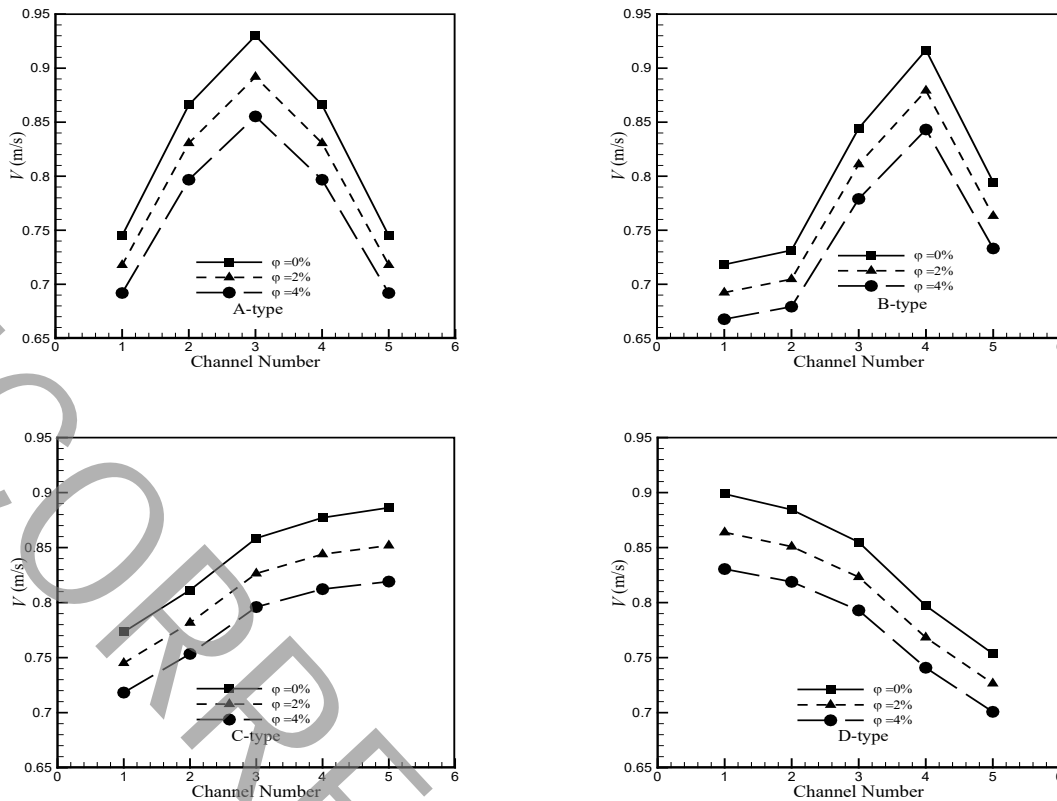 0.95
0.9
0.85
0.8
0.75
0.7
0.65
V (m/s)
φ =0%
φ =2%
φ =4%
A-type
0 1 2 3 4 5 6
Channel Number
0.95
0.9
0.85
0.8
0.75
0.7
0.65
V (m/s)
φ =0%
φ =2%
φ =4%
B-type
0 1 2 3 4 5 6
Channel Number
0.95
0.9
0.85
0.8
0.75
0.7
0.65
V (m/s)
φ =0%
φ =2%
φ =4%
C-type
0 1 2 3 4 5 6
Channel Number
0.95
0.9
0.85
0.8
0.75
0.7
0.65
V (m/s)
φ =0%
φ =2%
φ =4%
D-type
0 1 2 3 4 5
Channel Number
CORRE